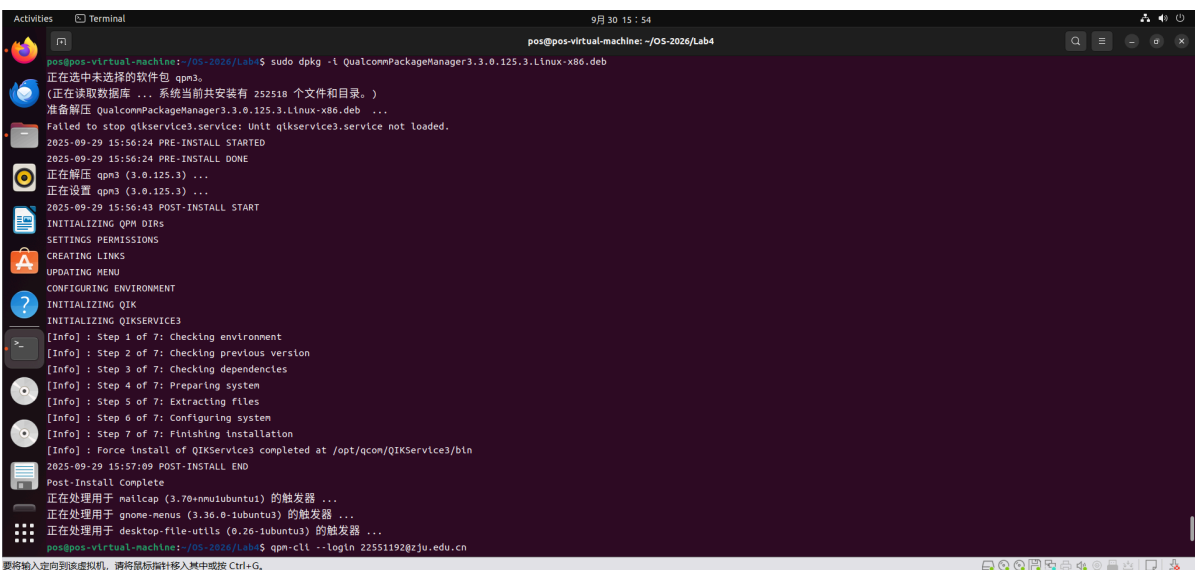 Activities Terminal 9月 30 15：54
pos@pos-virtual-machine: ~/OS-2026/Lab4
pos@pos-virtual-machine:~/OS-2026/Lab4$ sudo dpkg -i QualcommPackageManager3.3.0.125.3.Linux-x86.deb
正在选中未选择的软件包 qpm3。
(正在读取数据库 ... 系统当前共安装有 252518 个文件和目录。)
准备解压 QualcommPackageManager3.3.0.125.3.Linux-x86.deb ...
Failed to stop qikservice3.service: Unit qikservice3.service not loaded.
2025-09-29 15:56:24 PRE-INSTALL STARTED
2025-09-29 15:56:24 PRE-INSTALL DONE
正在解压 qpm3 (3.0.125.3) ...
正在设置 qpm3 (3.0.125.3) ...
2025-09-29 15:56:43 POST-INSTALL START
INITIALIZING QPM DIRs
SETTINGS PERMISSIONS
CREATING LINKS
UPDATING MENU
CONFIGURING ENVIRONMENT
INITIALIZING QIK
INITIALIZING QIKSERVICE3
[Info] : Step 1 of 7: Checking environment
[Info] : Step 2 of 7: Checking previous version
[Info] : Step 3 of 7: Checking dependencies
[Info] : Step 4 of 7: Preparing system
[Info] : Step 5 of 7: Extracting files
[Info] : Step 6 of 7: Configuring system
[Info] : Step 7 of 7: Finishing installation
[Info] : Force install of QIKService3 completed at /opt/qcom/QIKService3/bin
2025-09-29 15:57:09 POST-INSTALL END
Post-Install Complete
正在处理用于 mailcap (3.70+nmu1ubuntu1) 的触发器 ...
正在处理用于 gnome-menus (3.36.0-1ubuntu3) 的触发器 ...
正在处理用于 desktop-file-utils (0.26-1ubuntu3) 的触发器 ...
pos@pos-virtual-machine:~/OS-2026/Lab4$ qpm-cli --login 22551192@zju.edu.cn
要将输入定向到该虚拟机，请将鼠标指针移入其中或按 Ctrl+G。